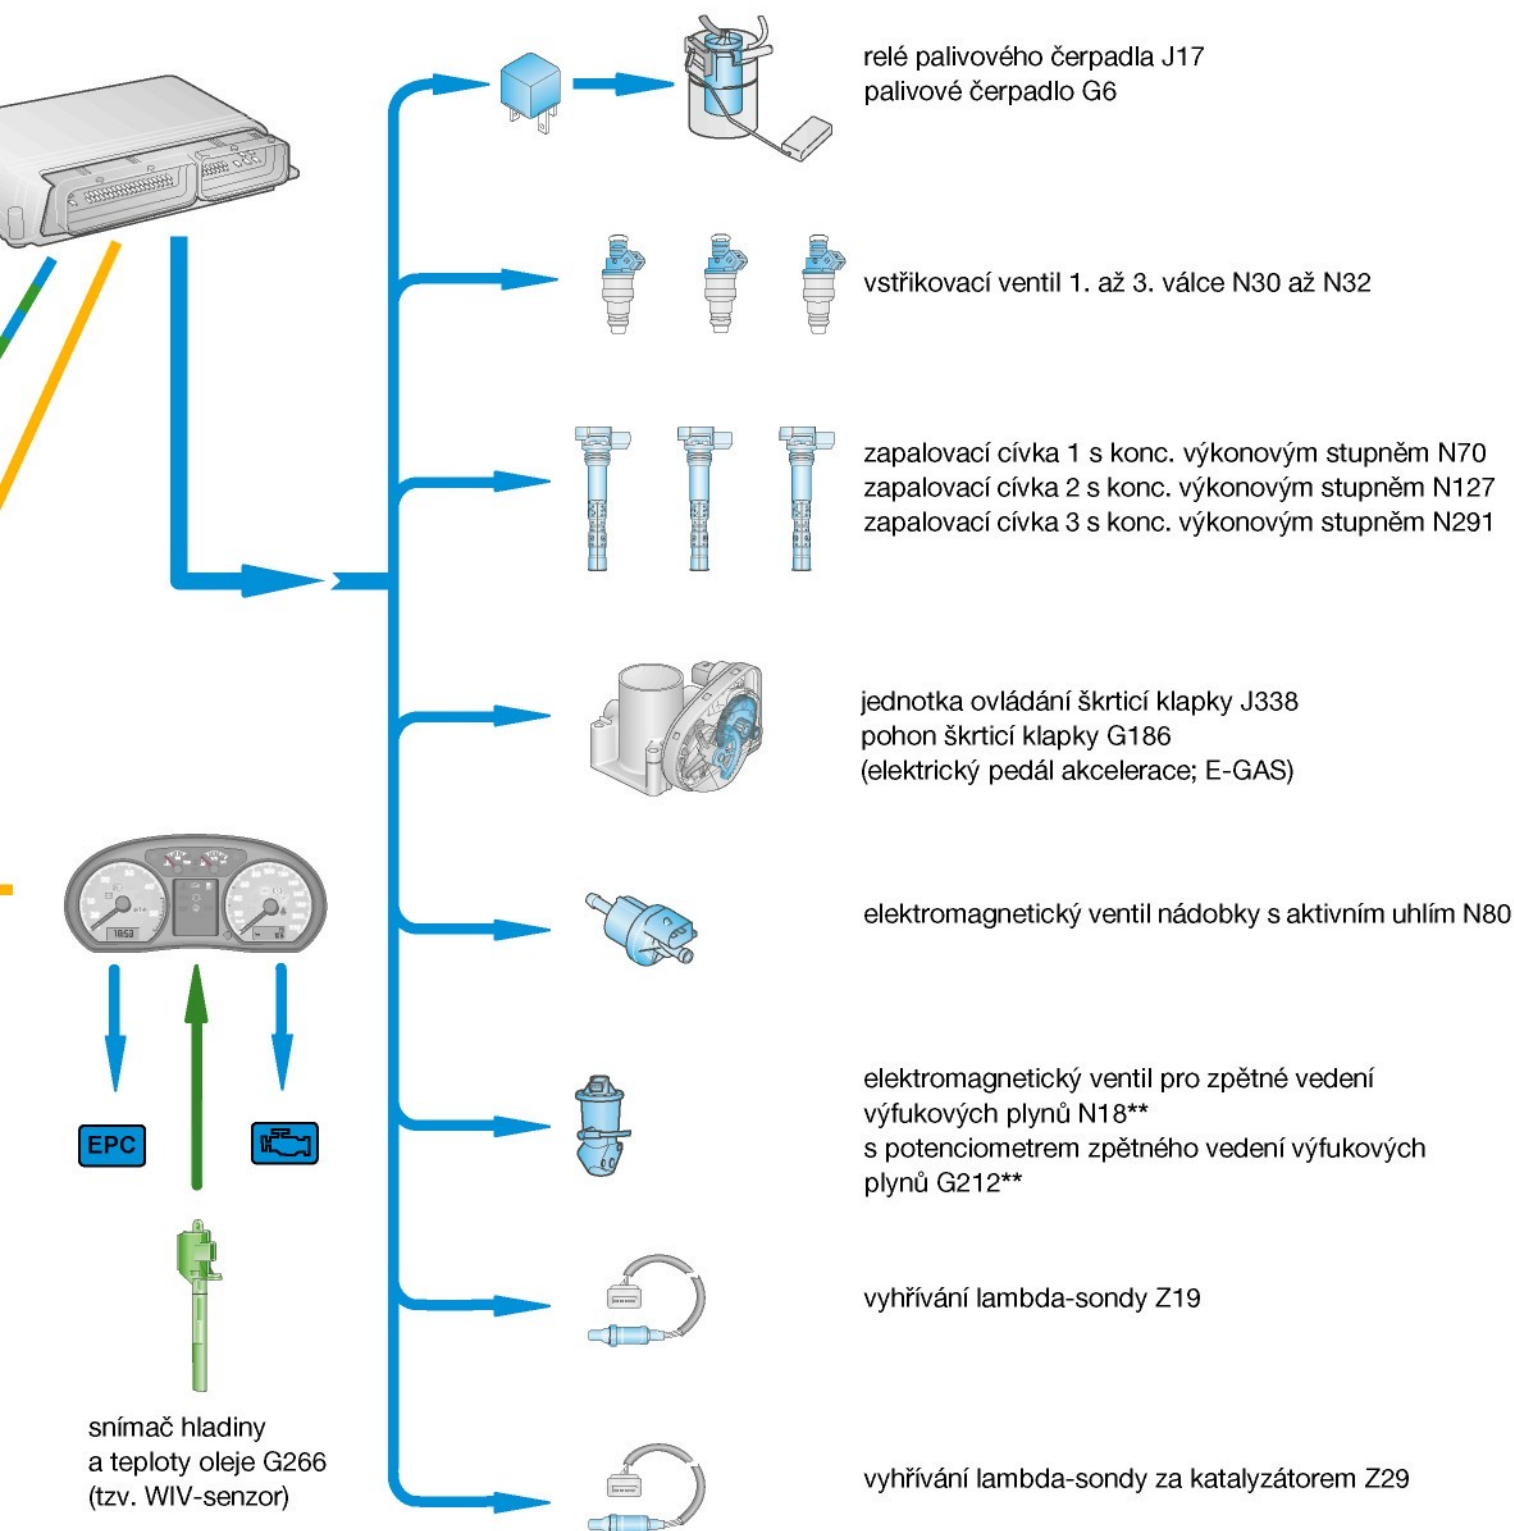 relé palivového čerpadla J17
palivové čerpadlo G6
vstřikovací ventil 1. až 3. válce N30 až N32
zapalovací cívka 1 s konc. výkonovým stupněm N70
zapalovací cívka 2 s konc. výkonovým stupněm N127
zapalovací cívka 3 s konc. výkonovým stupněm N291
jednotka ovládání škrticí klapky J338
pohon škrticí klapky G186
(elektrický pedál akcelerace; E-GAS)
elektromagnetický ventil nádobky s aktivním uhlím N80
elektromagnetický ventil pro zpětné vedení
výfukových plynů N18**
s potenciometrem zpětného vedení výfukových
plynů G212**
EPC
vyhřívání lambda-sondy Z19
snímač hladiny
a teploty oleje G266
(tzv. WIV-senzor)
vyhřívání lambda-sondy za katalyzátorem Z29